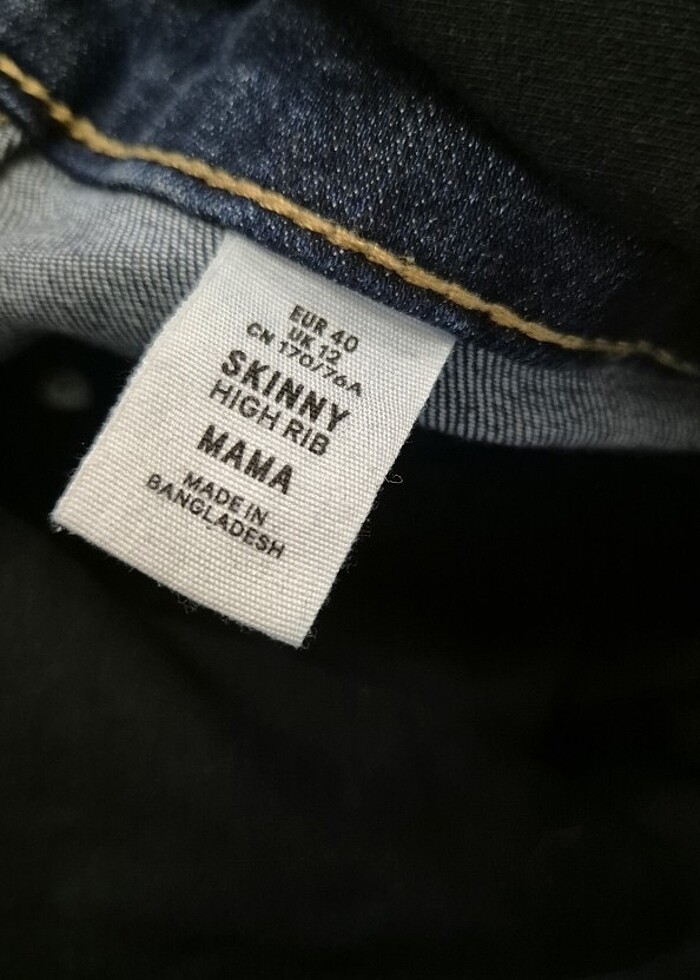 EUR 40
UK 12
CN 170/76A
SKINNY
HIGH RIB
MAMA
MADE IN
BANGLADESH